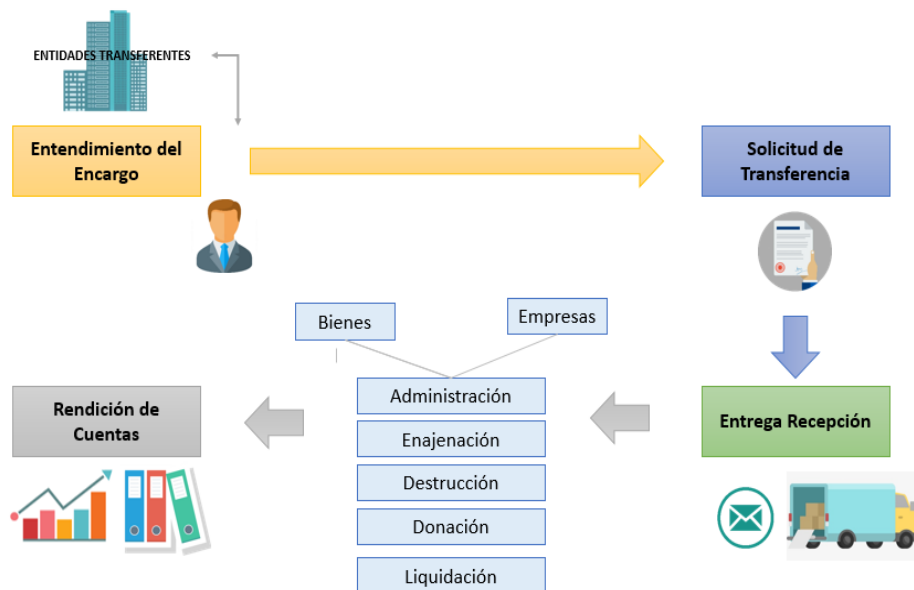 ENTIDADES TRANSFERENTES
Entendimiento del
Encargo
Solicitud de
Transferencia
Bienes
Empresas
Administración
Enajenación
Destrucción
Donación
Liquidación
Entrega Recepción
Rendición de
Cuentas